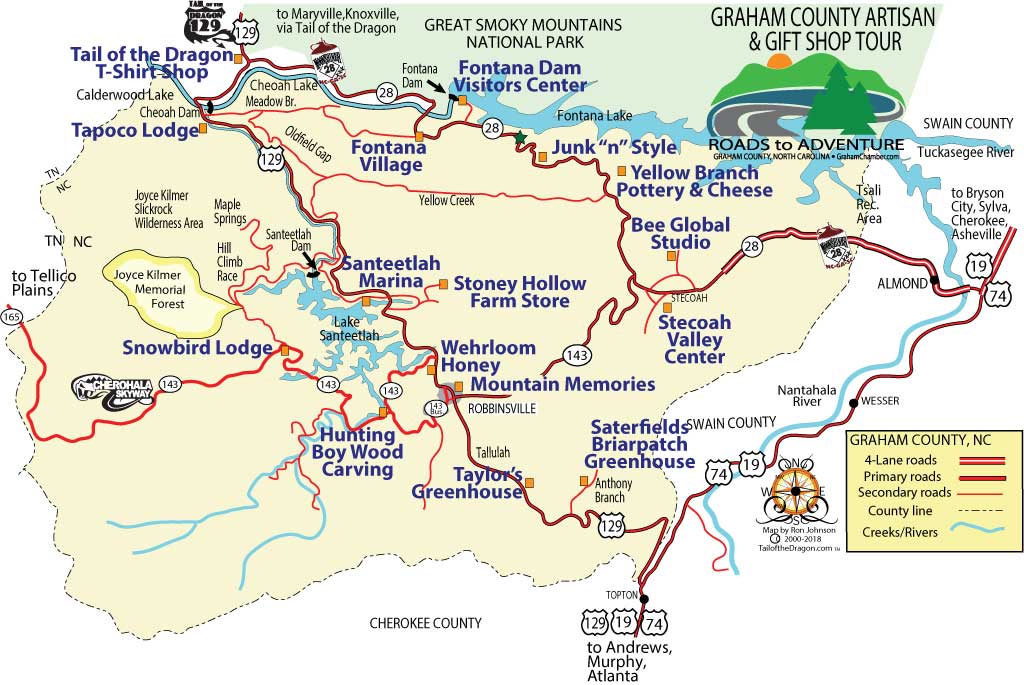 TAIL OF THE
DRAGON
129
129
to Maryville,Knoxville,
via Tail of the Dragon
GREAT SMOKY MOUNTAINS
NATIONAL PARK
GRAHAM COUNTY ARTISAN
& GIFT SHOP TOUR
ROADS to ADVENTURE
GRAHAM COUNTY, NORTH CAROLINA • GrahamChamber.com
Tail of the Dragon
T-Shirt Shop
28
Calderwood Lake
Cheoah Lake
Meadow Br.
Cheoah Dam
28
Fontana
Dam
Fontana Dam
Visitors Center
Fontana Lake
SWAIN COUNTY
Tuckasegee River
Tapoco Lodge
Oldfield Gap
129
Fontana
Village
28
Junk "n" Style
Yellow Branch
Pottery & Cheese
TN
NC
Joyce Kilmer
Slickrock
Wilderness Area
Maple
Springs
Yellow Creek
Tsali
Rec.
Area
to Bryson
City, Sylva,
Cherokee,
Asheville
Bee Global
Studio
TN NC
Hill
Climb
Race
Santeetlah
Dam
28
28
19
74
ALMOND
to Tellico
Plains
Joyce Kilmer
Memorial
Forest
Santeetlah
Marina
Stoney Hollow
Farm Store
STECOAH
Stecoah
Valley
Center
165
Lake
Santeetlah
Snowbird Lodge
Wehrloom
Honey
143
CHEROHALA
SKYWAY
143
143
143
Mountain Memories
143
Bus.
ROBBINSVILLE
Nantahala
River
WESSER
Hunting
Boy Wood
Carving
Tallulah
Saterfields
Briarpatch
Greenhouse
SWAIN COUNTY
Taylor's
Greenhouse
Anthony
Branch
74
19
129
N
W
E
S
Map by Ron Johnson
© 2000-2018
TailoftheDragon.com ™
GRAHAM COUNTY, NC
4-Lane roads
Primary roads
Secondary roads
County line
Creeks/Rivers
TOPTON
129
19
74
CHEROKEE COUNTY
to Andrews,
Murphy,
Atlanta